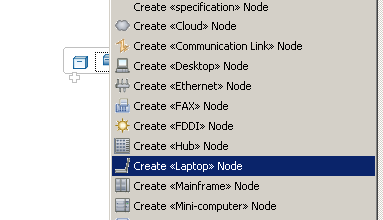 Create «specification» Node
Create «Cloud» Node
Create «Communication Link» Node
Create «Desktop» Node
Create «Ethernet» Node
Create «FAX» Node
Create «FDDI» Node
Create «Hub» Node
Create «Laptop» Node
Create «Mainframe» Node
Create «Mini-computer» Node